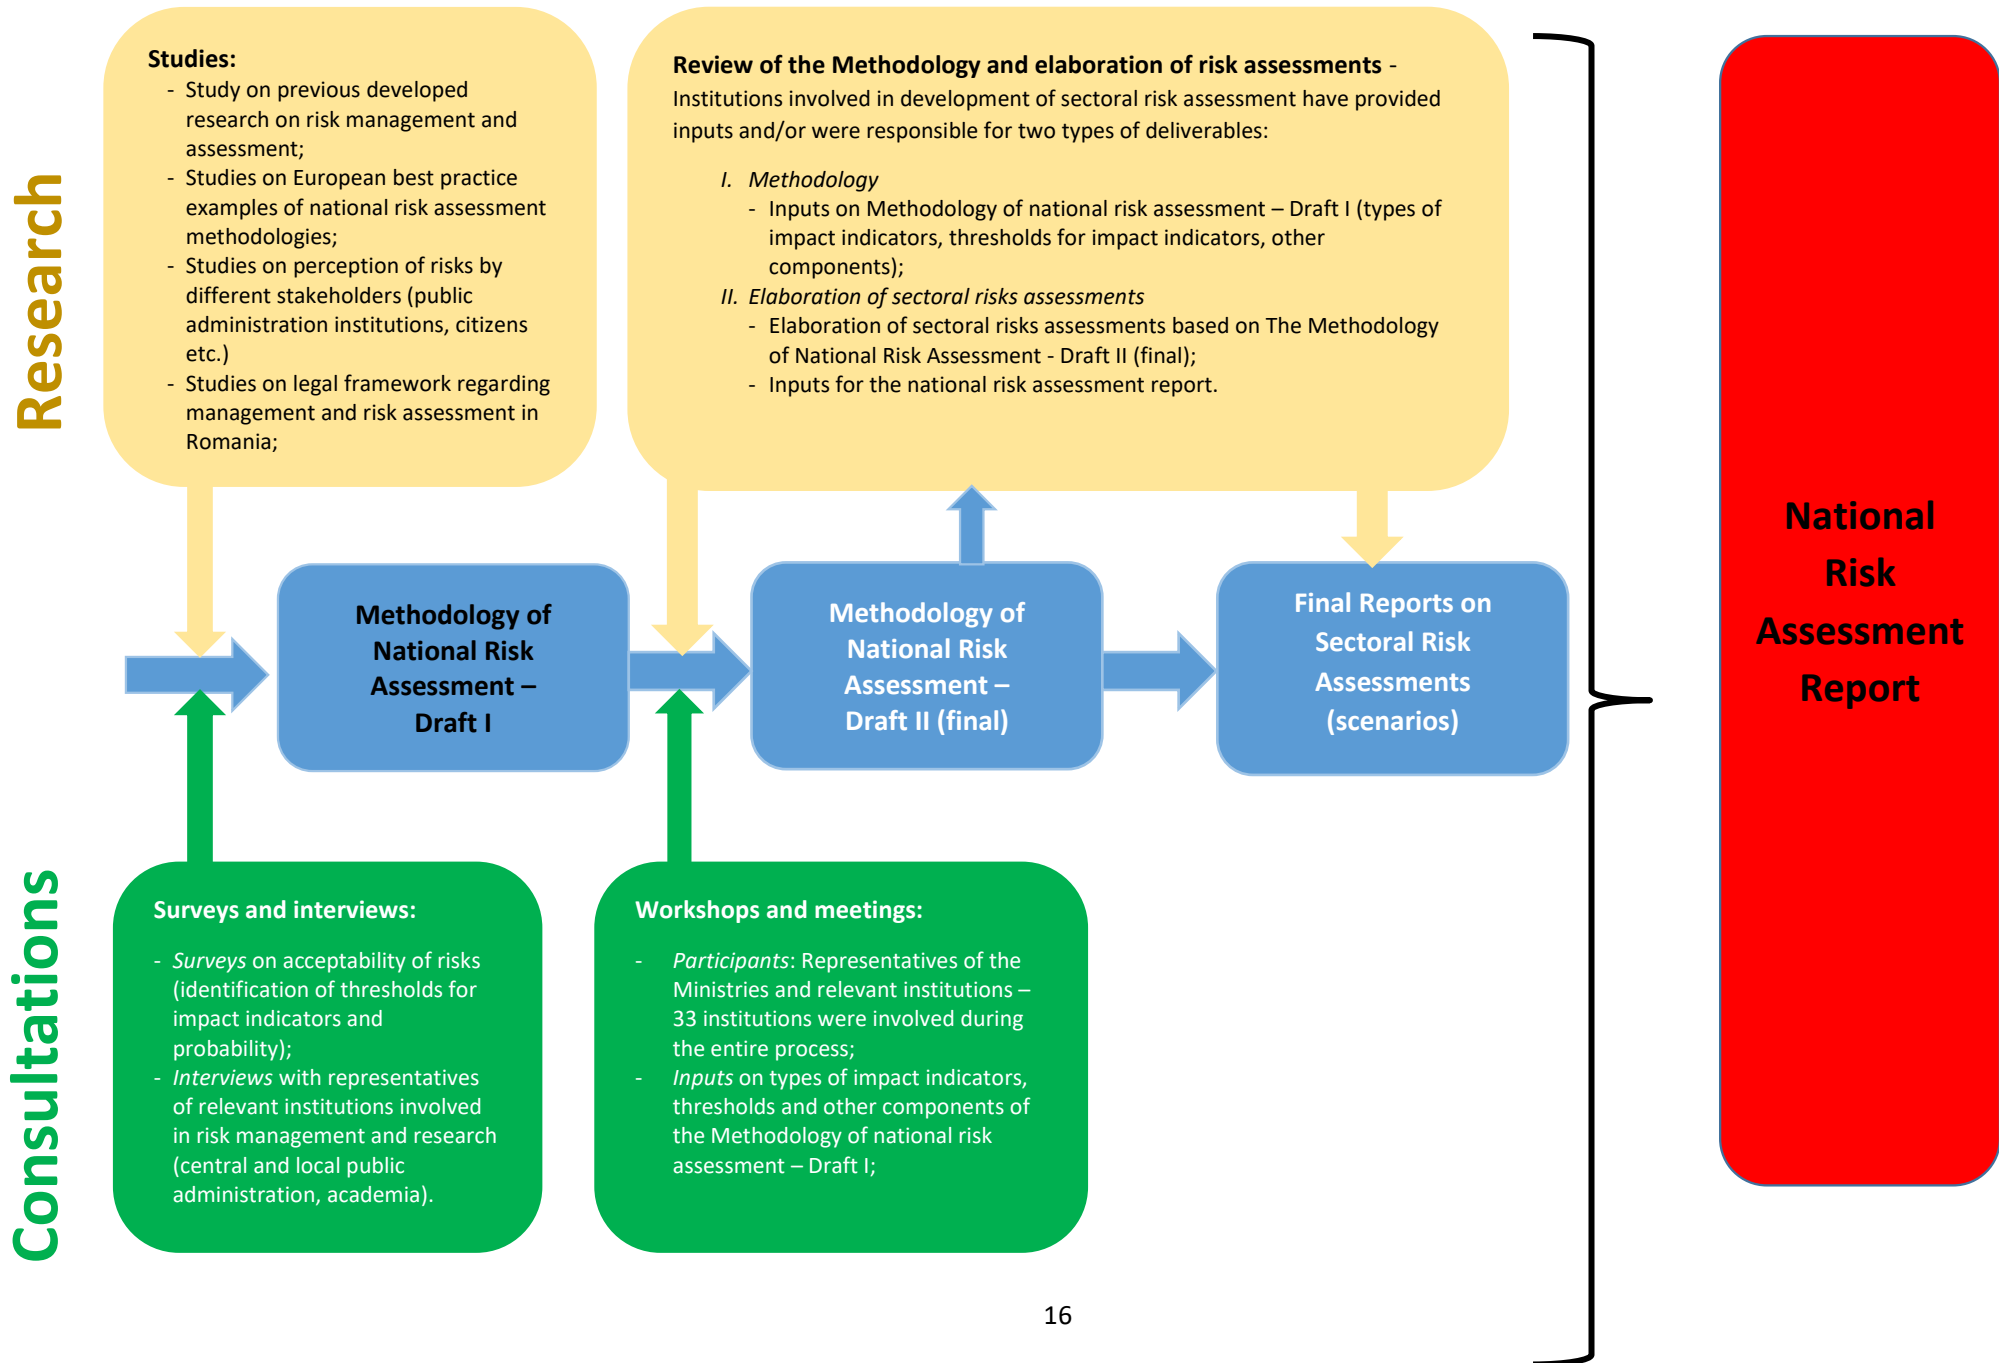 Research
Studies:
- Study on previous developed
research on risk management and
assessment;
- Studies on European best practice
examples of national risk assessment
methodologies;
- Studies on perception of risks by
different stakeholders (public
administration institutions, citizens
etc.)
- Studies on legal framework regarding
management and risk assessment in
Romania;
Review of the Methodology and elaboration of risk assessments -
Institutions involved in development of sectoral risk assessment have provided
inputs and/or were responsible for two types of deliverables:
I. Methodology
- Inputs on Methodology of national risk assessment – Draft I (types of
impact indicators, thresholds for impact indicators, other
components);
II. Elaboration of sectoral risks assessments
- Elaboration of sectoral risks assessments based on The Methodology
of National Risk Assessment - Draft II (final);
- Inputs for the national risk assessment report.
Methodology of
National Risk
Assessment –
Draft I
Methodology of
National Risk
Assessment –
Draft II (final)
Final Reports on
Sectoral Risk
Assessments
(scenarios)
National
Risk
Assessment
Report
Consultations
Surveys and interviews:
- Surveys on acceptability of risks
(identification of thresholds for
impact indicators and
probability);
- Interviews with representatives
of relevant institutions involved
in risk management and research
(central and local public
administration, academia).
Workshops and meetings:
- Participants: Representatives of the
Ministries and relevant institutions –
33 institutions were involved during
the entire process;
- Inputs on types of impact indicators,
thresholds and other components of
the Methodology of national risk
assessment – Draft I;
16